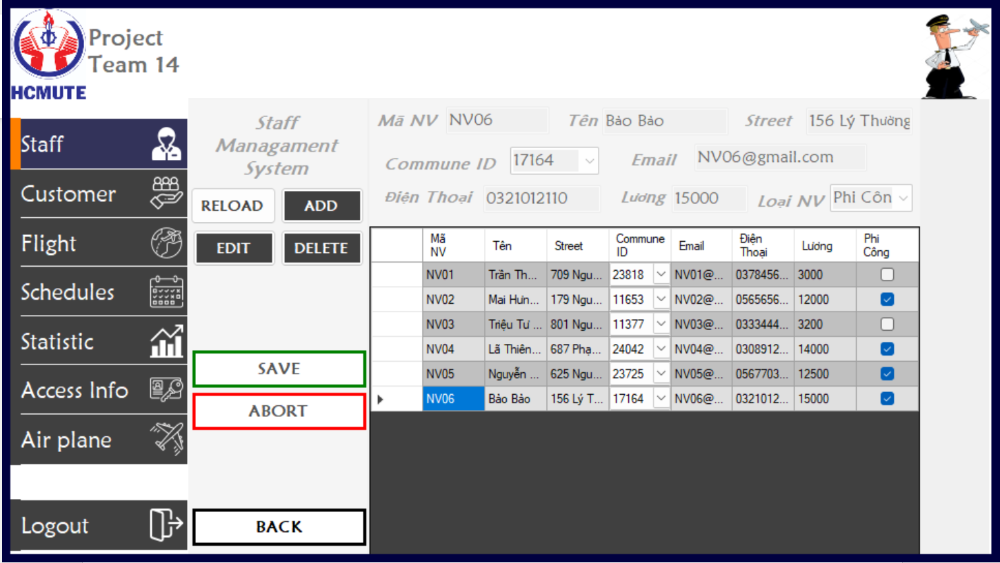 Project
Team 14
HCMUTE
Staff
Customer
Flight
Schedules
Statistic
Access Info
Air plane
Logout
Staff
Managament
System
RELOAD ADD
EDIT DELETE
SAVE
ABORT
BACK
Mã NV NV06 Tên Bảo Bảo Street 156 Lý Thường
Commune ID 17164 Email NV06@gmail.com
Điện Thoại 0321012110 Lương 15000 Loại NV Phi Côn
Mã NV Tên Street Commune ID Email Điện Thoại Lương Phi Công
NV01 Trần Th... 709 Ngu... 23818 NV01@... 0378456... 3000
NV02 Mai Hưn... 179 Ngu... 11653 NV02@... 0565656... 12000
NV03 Triệu Tư ... 801 Ngu... 11377 NV03@... 0333444... 3200
NV04 Lã Thiên... 687 Phạ... 24042 NV04@... 0308912... 14000
NV05 Nguyễn ... 625 Ngu... 23725 NV05@... 0567703... 12500
NV06 Bảo Bảo 156 Lý T... 17164 NV06@... 0321012... 15000